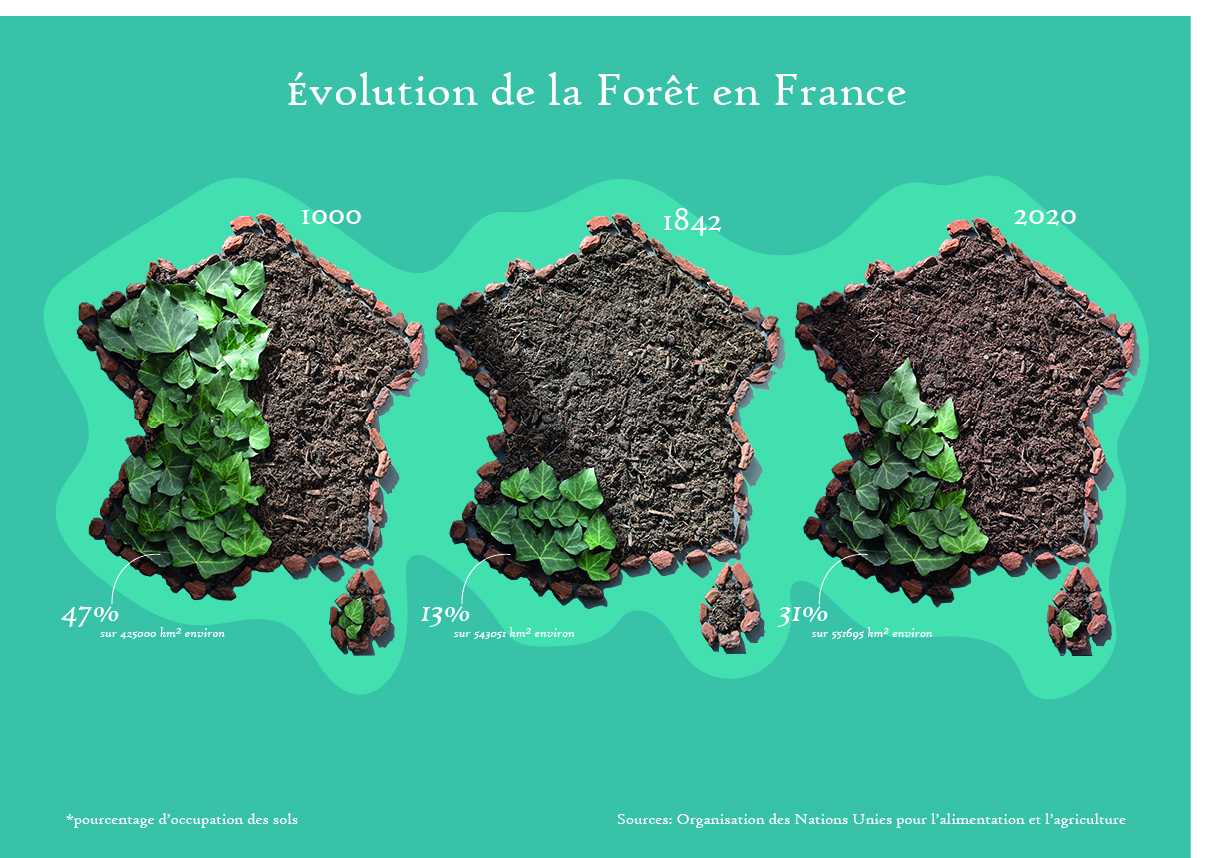 Évolution de la Forêt en France
1000
1842
2020
47%
sur 425000 km² environ
13%
sur 543051 km² environ
31%
sur 551695 km² environ
*pourcentage d'occupation des sols
Sources: Organisation des Nations Unies pour l'alimentation et l'agriculture